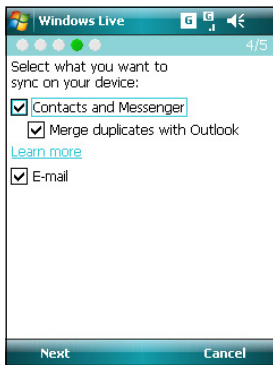 Windows Live
G G
4/5
Select what you want to
sync on your device:
Contacts and Messenger
Merge duplicates with Outlook
Learn more
E-mail
Next Cancel